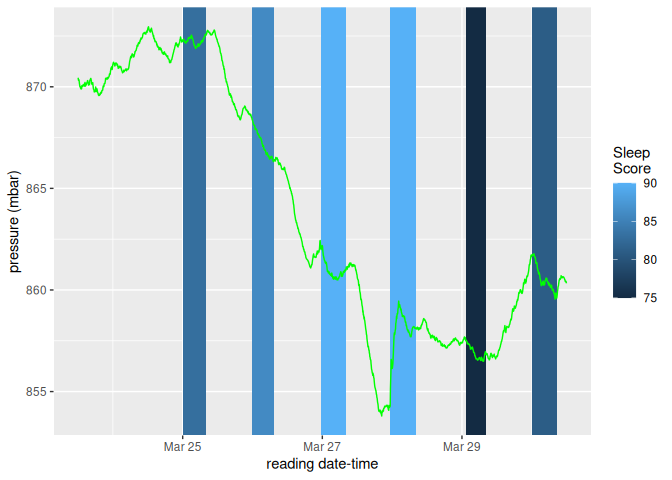 870
865
860
855
pressure (mbar)
Mar 25
Mar 27
Mar 29
reading date-time
Sleep
Score
90
85
80
75